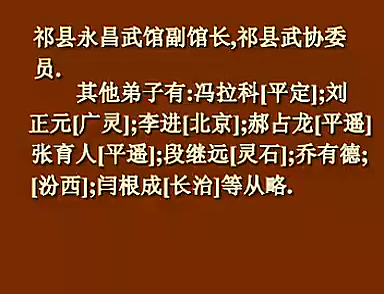 祁县永昌武馆副馆长,祁县武协委
员.
其他弟子有:冯拉科[平定];刘
正元[广灵];李进[北京];郝占龙[平遥]
张育人[平遥];段继远[灵石];乔有德;
[汾西];闫根成[长治]等从略.